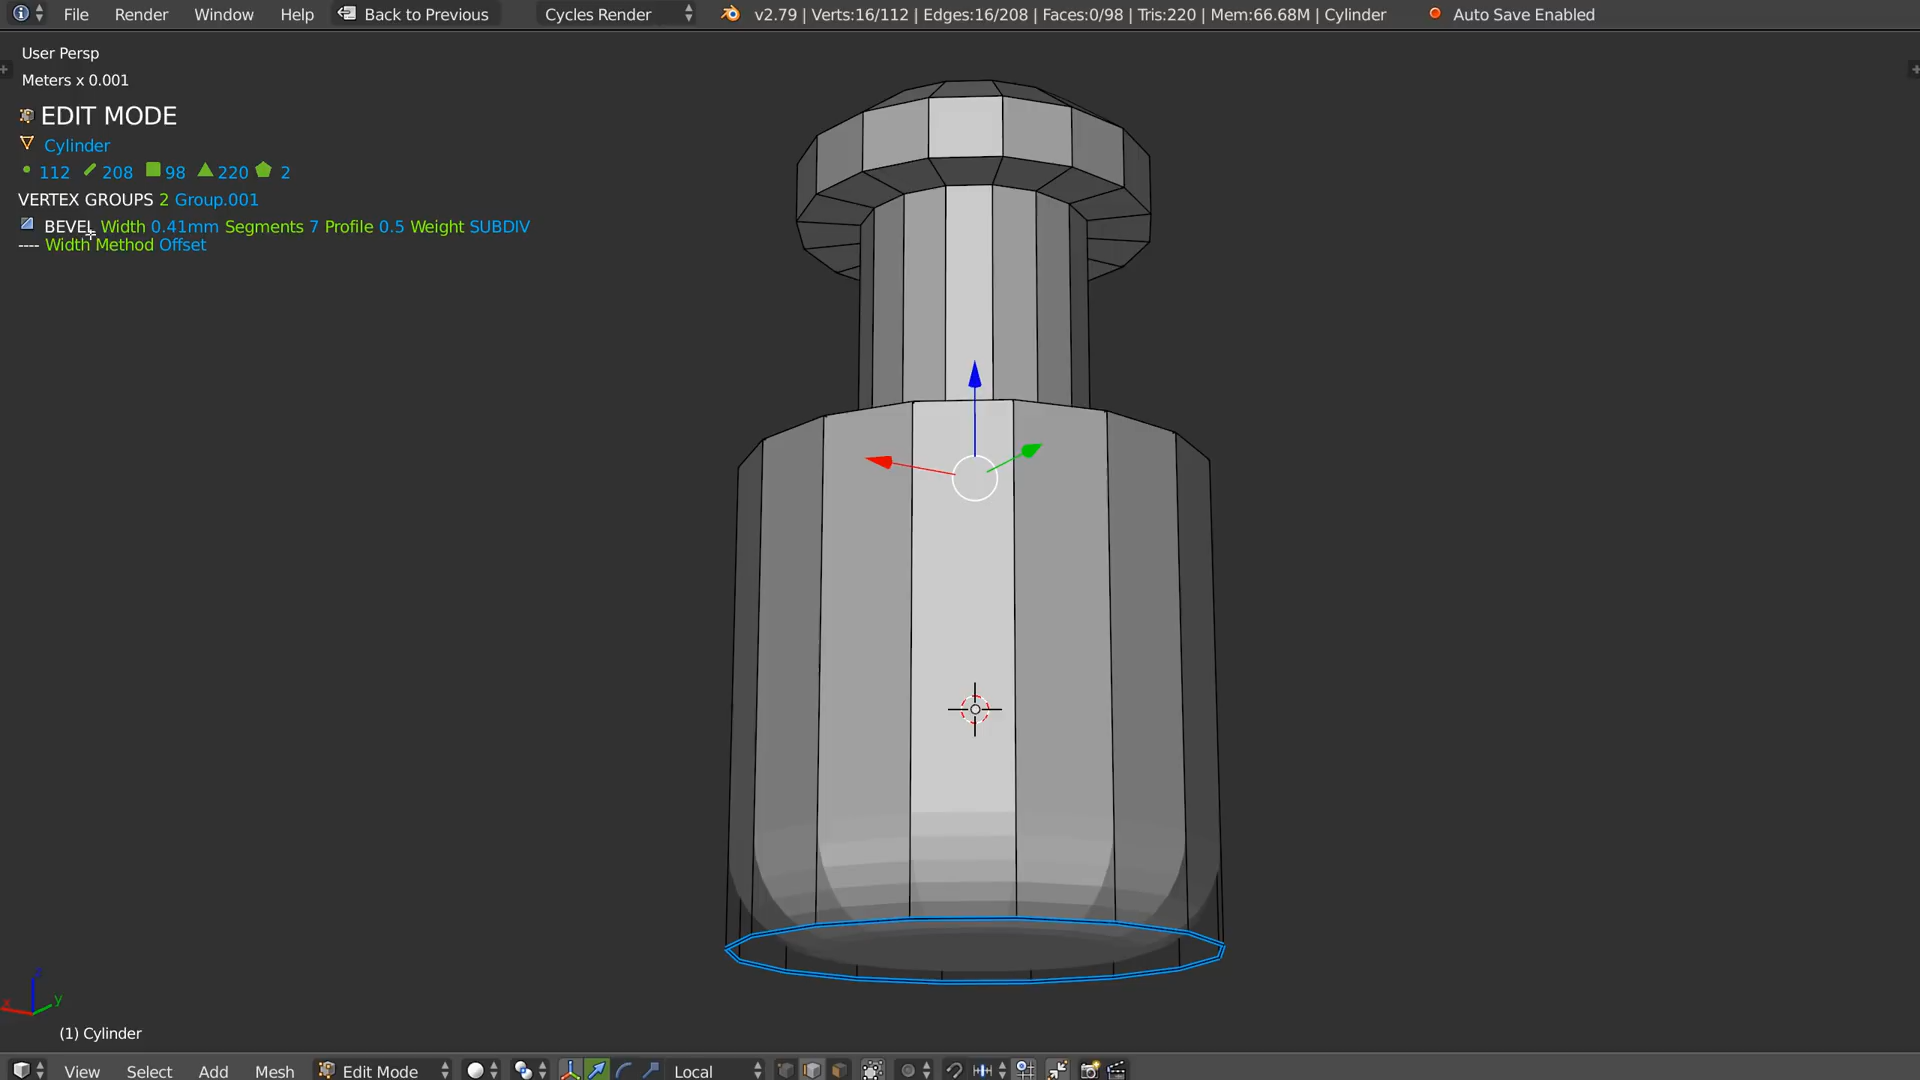 File Render Window Help Back to Previous Cycles Render v2.79 | Verts:16/112 | Edges:16/208 | Faces:0/98 | Tris:220 | Mem:66.68M | Cylinder Auto Save Enabled
User Persp
Meters x 0.001
EDIT MODE
Cylinder
112 208 98 220 2
VERTEX GROUPS 2 Group.001
BEVEL Width 0.41mm Segments 7 Profile 0.5 Weight SUBDIV
---- Width Method Offset
z
x y
(1) Cylinder
View Select Add Mesh Edit Mode Local